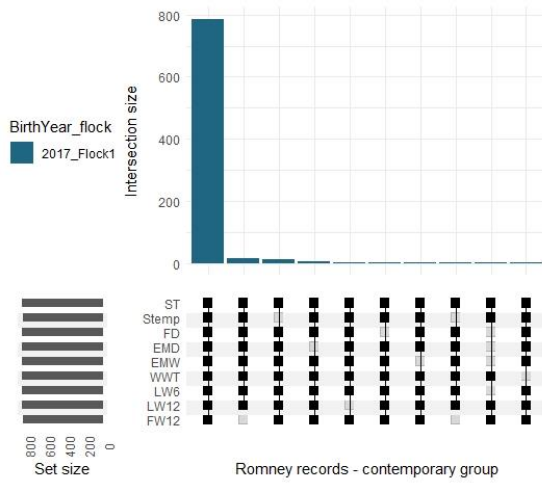 800
600
400
200
0
Intersection size
BirthYear_flock
2017_Flock1
ST
Stemp
FD
EMD
EMW
WWT
LW6
LW12
FW12
800
600
400
200
0
Set size
Romney records - contemporary group